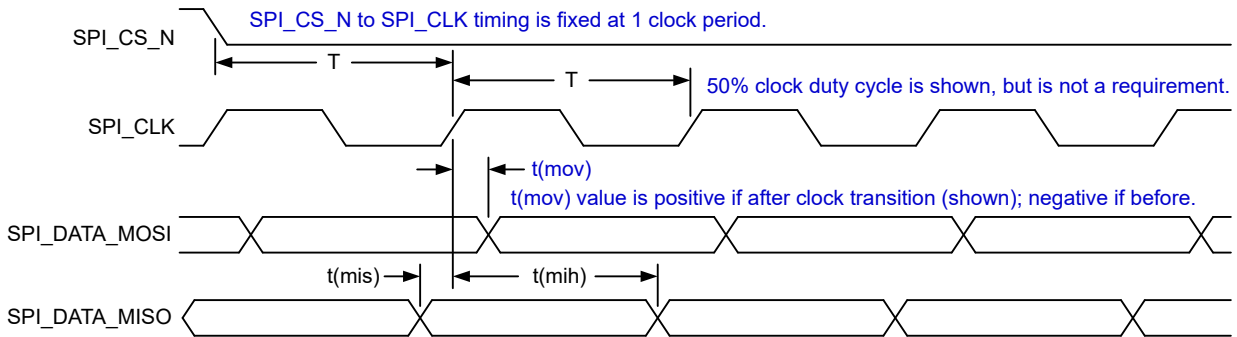 SPI_CS_N to SPI_CLK timing is fixed at 1 clock period.
SPI_CS_N
T
T
50% clock duty cycle is shown, but is not a requirement.
SPI_CLK
t(mov)
t(mov) value is positive if after clock transition (shown); negative if before.
SPI_DATA_MOSI
t(mis)
t(mih)
SPI_DATA_MISO